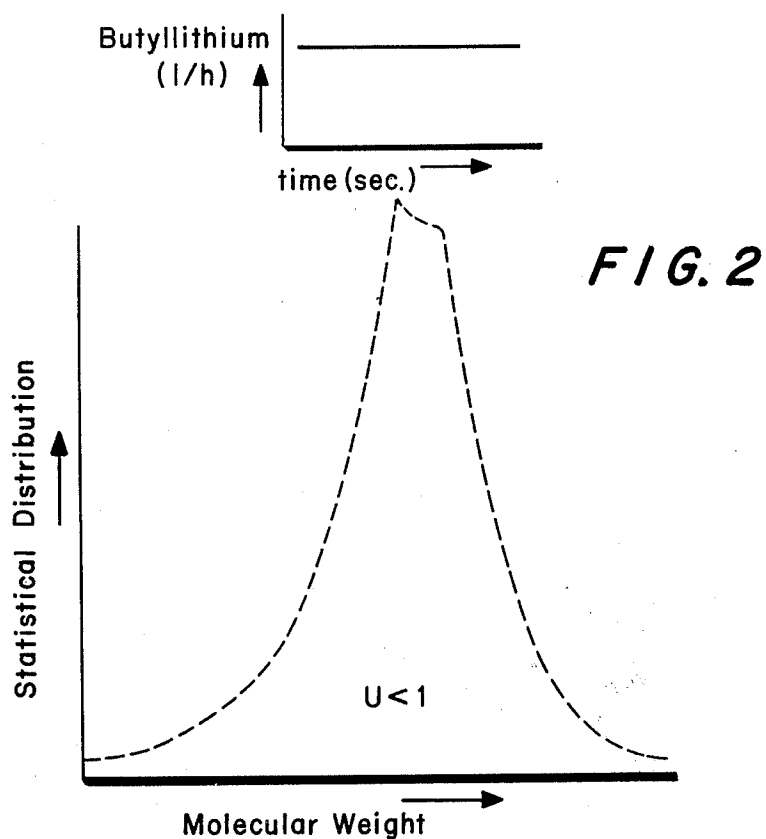 Butyllithium
(l/h)
time (sec.)
FIG. 2
Statistical Distribution
U<1
Molecular Weight